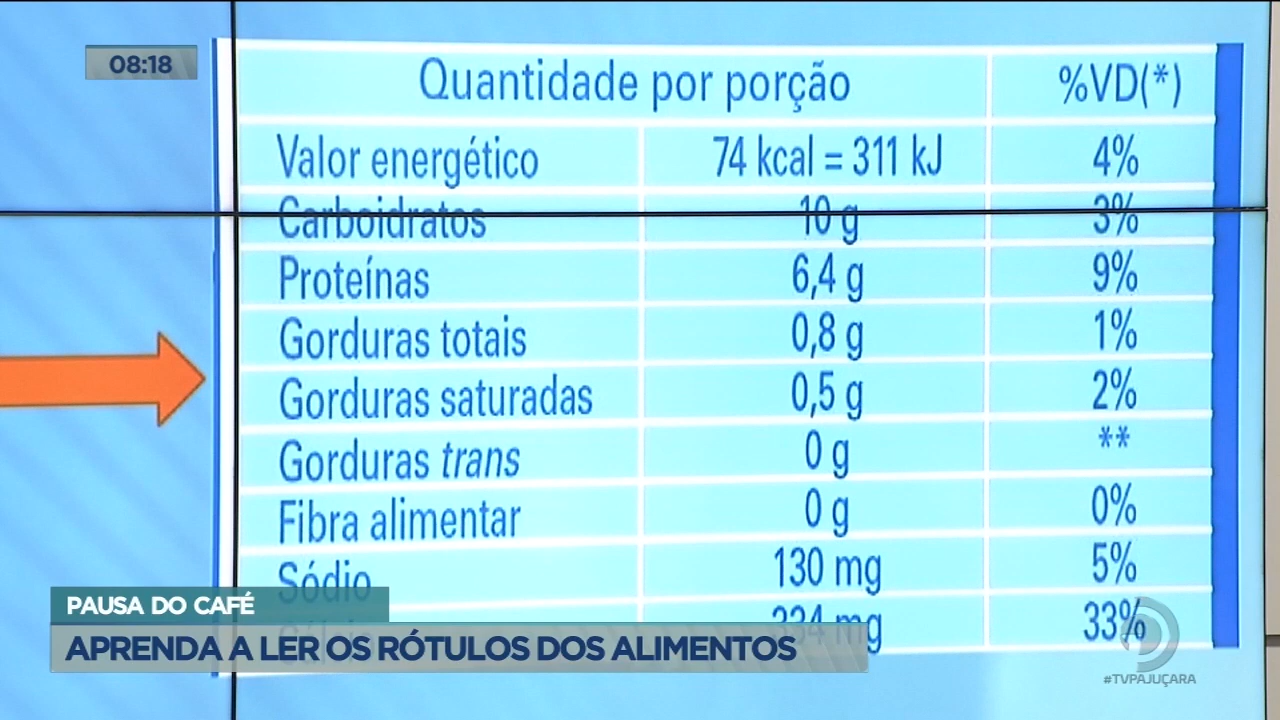 08:18
Quantidade por porção %VD(*)
Valor energético 74 kcal = 311 kJ 4%
Carboidratos 10 g 3%
Proteínas 6,4 g 9%
Gorduras totais 0,8 g 1%
Gorduras saturadas 0,5 g 2%
Gorduras trans 0 g **
Fibra alimentar 0 g 0%
Sódio 130 mg 5%
334 mg 33%
PAUSA DO CAFÉ
APRENDA A LER OS RÓTULOS DOS ALIMENTOS
#TVPAJUÇARA